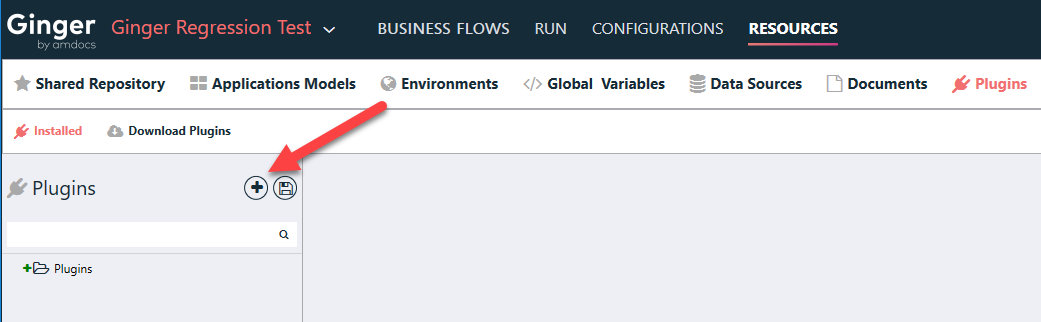 Ginger by amdocs Ginger Regression Test BUSINESS FLOWS RUN CONFIGURATIONS RESOURCES
Shared Repository Applications Models Environments </> Global Variables Data Sources Documents Plugins
Installed Download Plugins
Plugins
Plugins